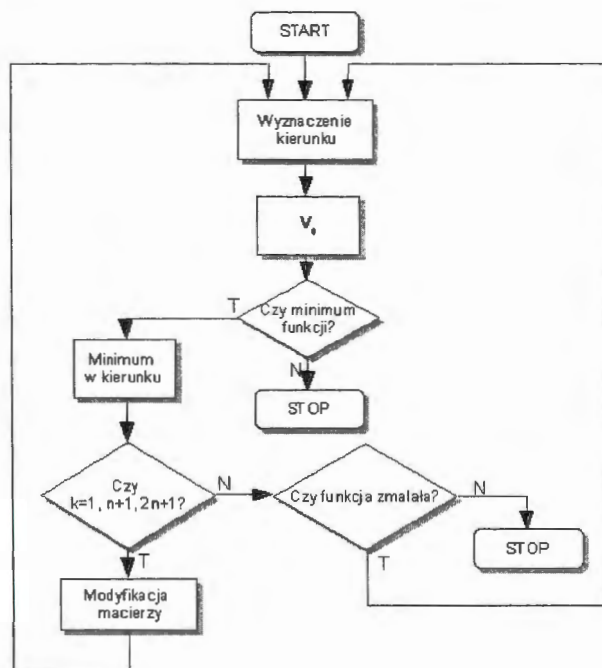 START
Wyznaczenie
kierunku
V
T
Czy minimum
funkcji?
N
Minimum
w kierunku
STOP
Czy
k=1, n+1, 2n+1?
N
Czy funkcja zmalała?
N
STOP
T
T
Modyfikacja
macierzy